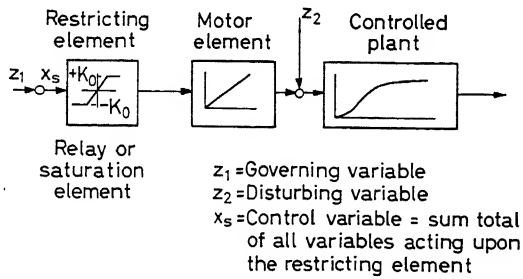 Restricting
element
Motor
element
z₂
Controlled
plant
z₁ xₛ +K₀
-K₀
Relay or
saturation
element
z₁ =Governing variable
z₂ =Disturbing variable
xₛ=Control variable = sum total
of all variables acting upon
the restricting element